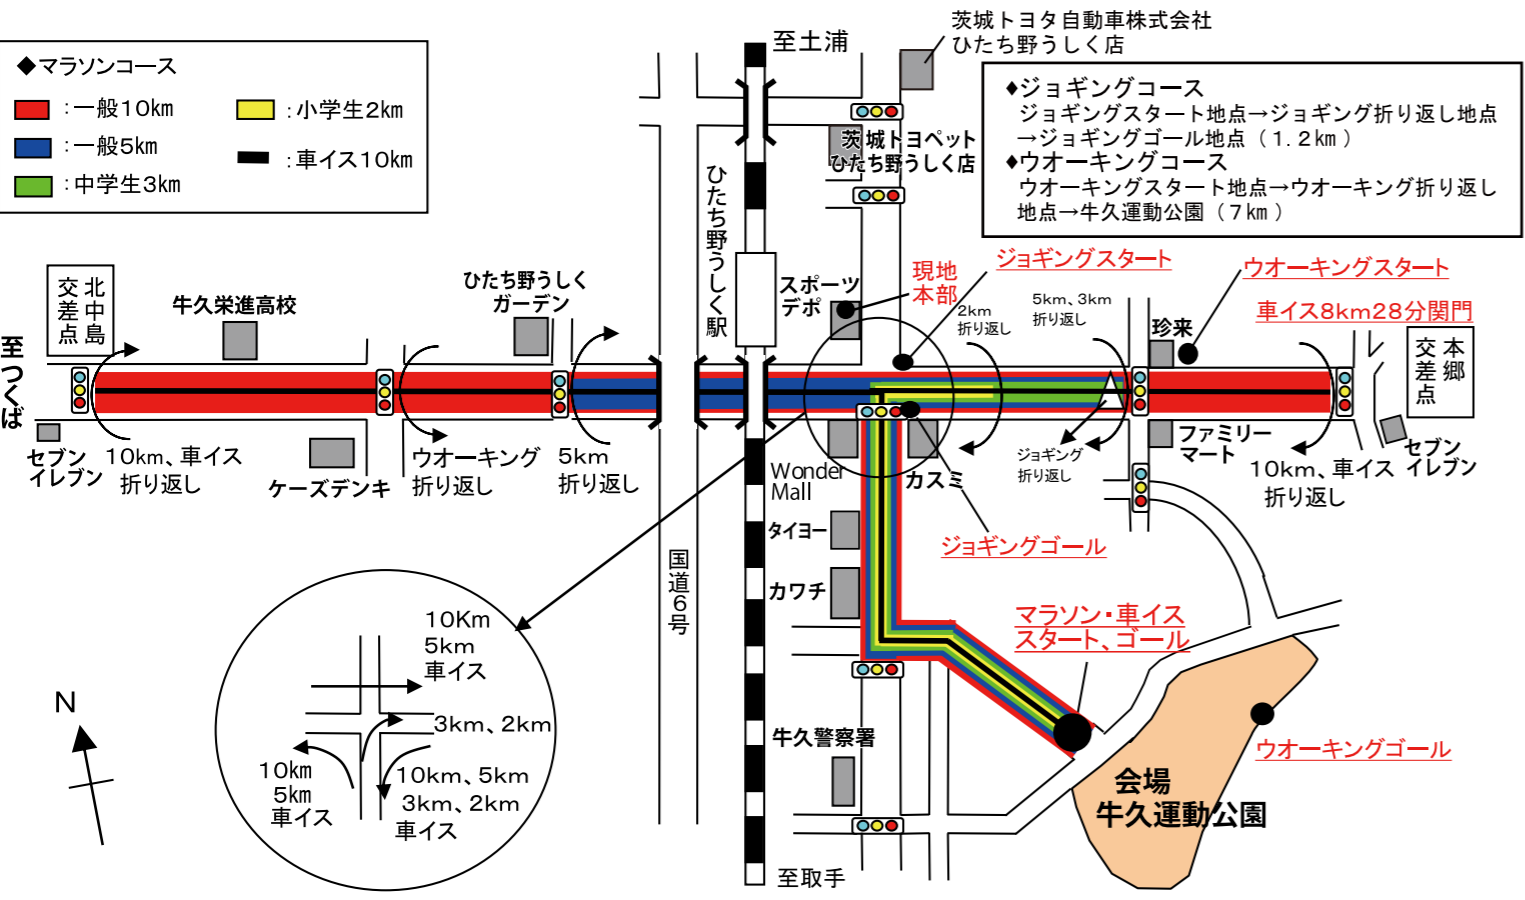 ◆マラソンコース
：一般10km
：一般5km
：中学生3km
：小学生2km
：車イス10km
至土浦
茨城トヨタ自動車株式会社
ひたち野うしく店
♦ジョギングコース
ジョギングスタート地点→ジョギング折り返し地点
→ジョギングゴール地点（1.2km）
♦ウオーキングコース
ウオーキングスタート地点→ウオーキング折り返し
地点→牛久運動公園（7km）
茨城トヨペット
ひたち野うしく店
ひたち野うしく駅
北中島
交差点
至つくば
牛久栄進高校
ひたち野うしく
ガーデン
スポーツ
デポ
現地
本部
ジョギングスタート
2km
折り返し
5km、3km
折り返し
ウオーキングスタート
車イス8km28分関門
珍来
本郷
交差点
セブン
イレブン
10km、車イス
折り返し
ケーズデンキ
ウオーキング
折り返し
5km
折り返し
Wonder
Mall
カスミ
ジョギング
折り返し
ファミリー
マート
10km、車イス
折り返し
セブン
イレブン
タイヨー
ジョギングゴール
国道6号
カワチ
マラソン・車イス
スタート、ゴール
10Km
5km
車イス
3km、2km
10km
5km
車イス
10km、5km
3km、2km
車イス
N
牛久警察署
ウオーキングゴール
会場
牛久運動公園
至取手